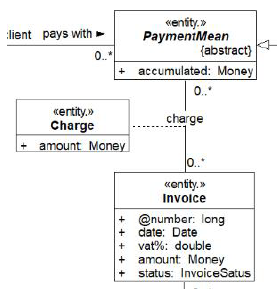 client pays with ►
0..*
«entity.»
PaymentMean
{abstract}
+ accumulated: Money
0..*
charge
«entity.»
Charge
+ amount: Money
0..*
«entity.»
Invoice
+ @number: long
+ date: Date
+ vat%: double
+ amount: Money
+ status: InvoiceSatus